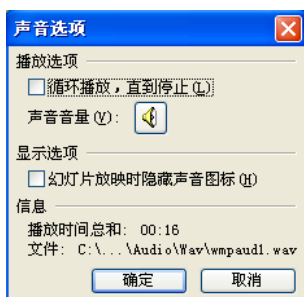 声音选项
播放选项
循环播放，直到停止(L)
声音音量(V):
显示选项
幻灯片放映时隐藏声音图标(H)
信息
播放时间总和: 00:16
文件: C:\...\Audio\Wav\wmpaud1.wav
确定 取消